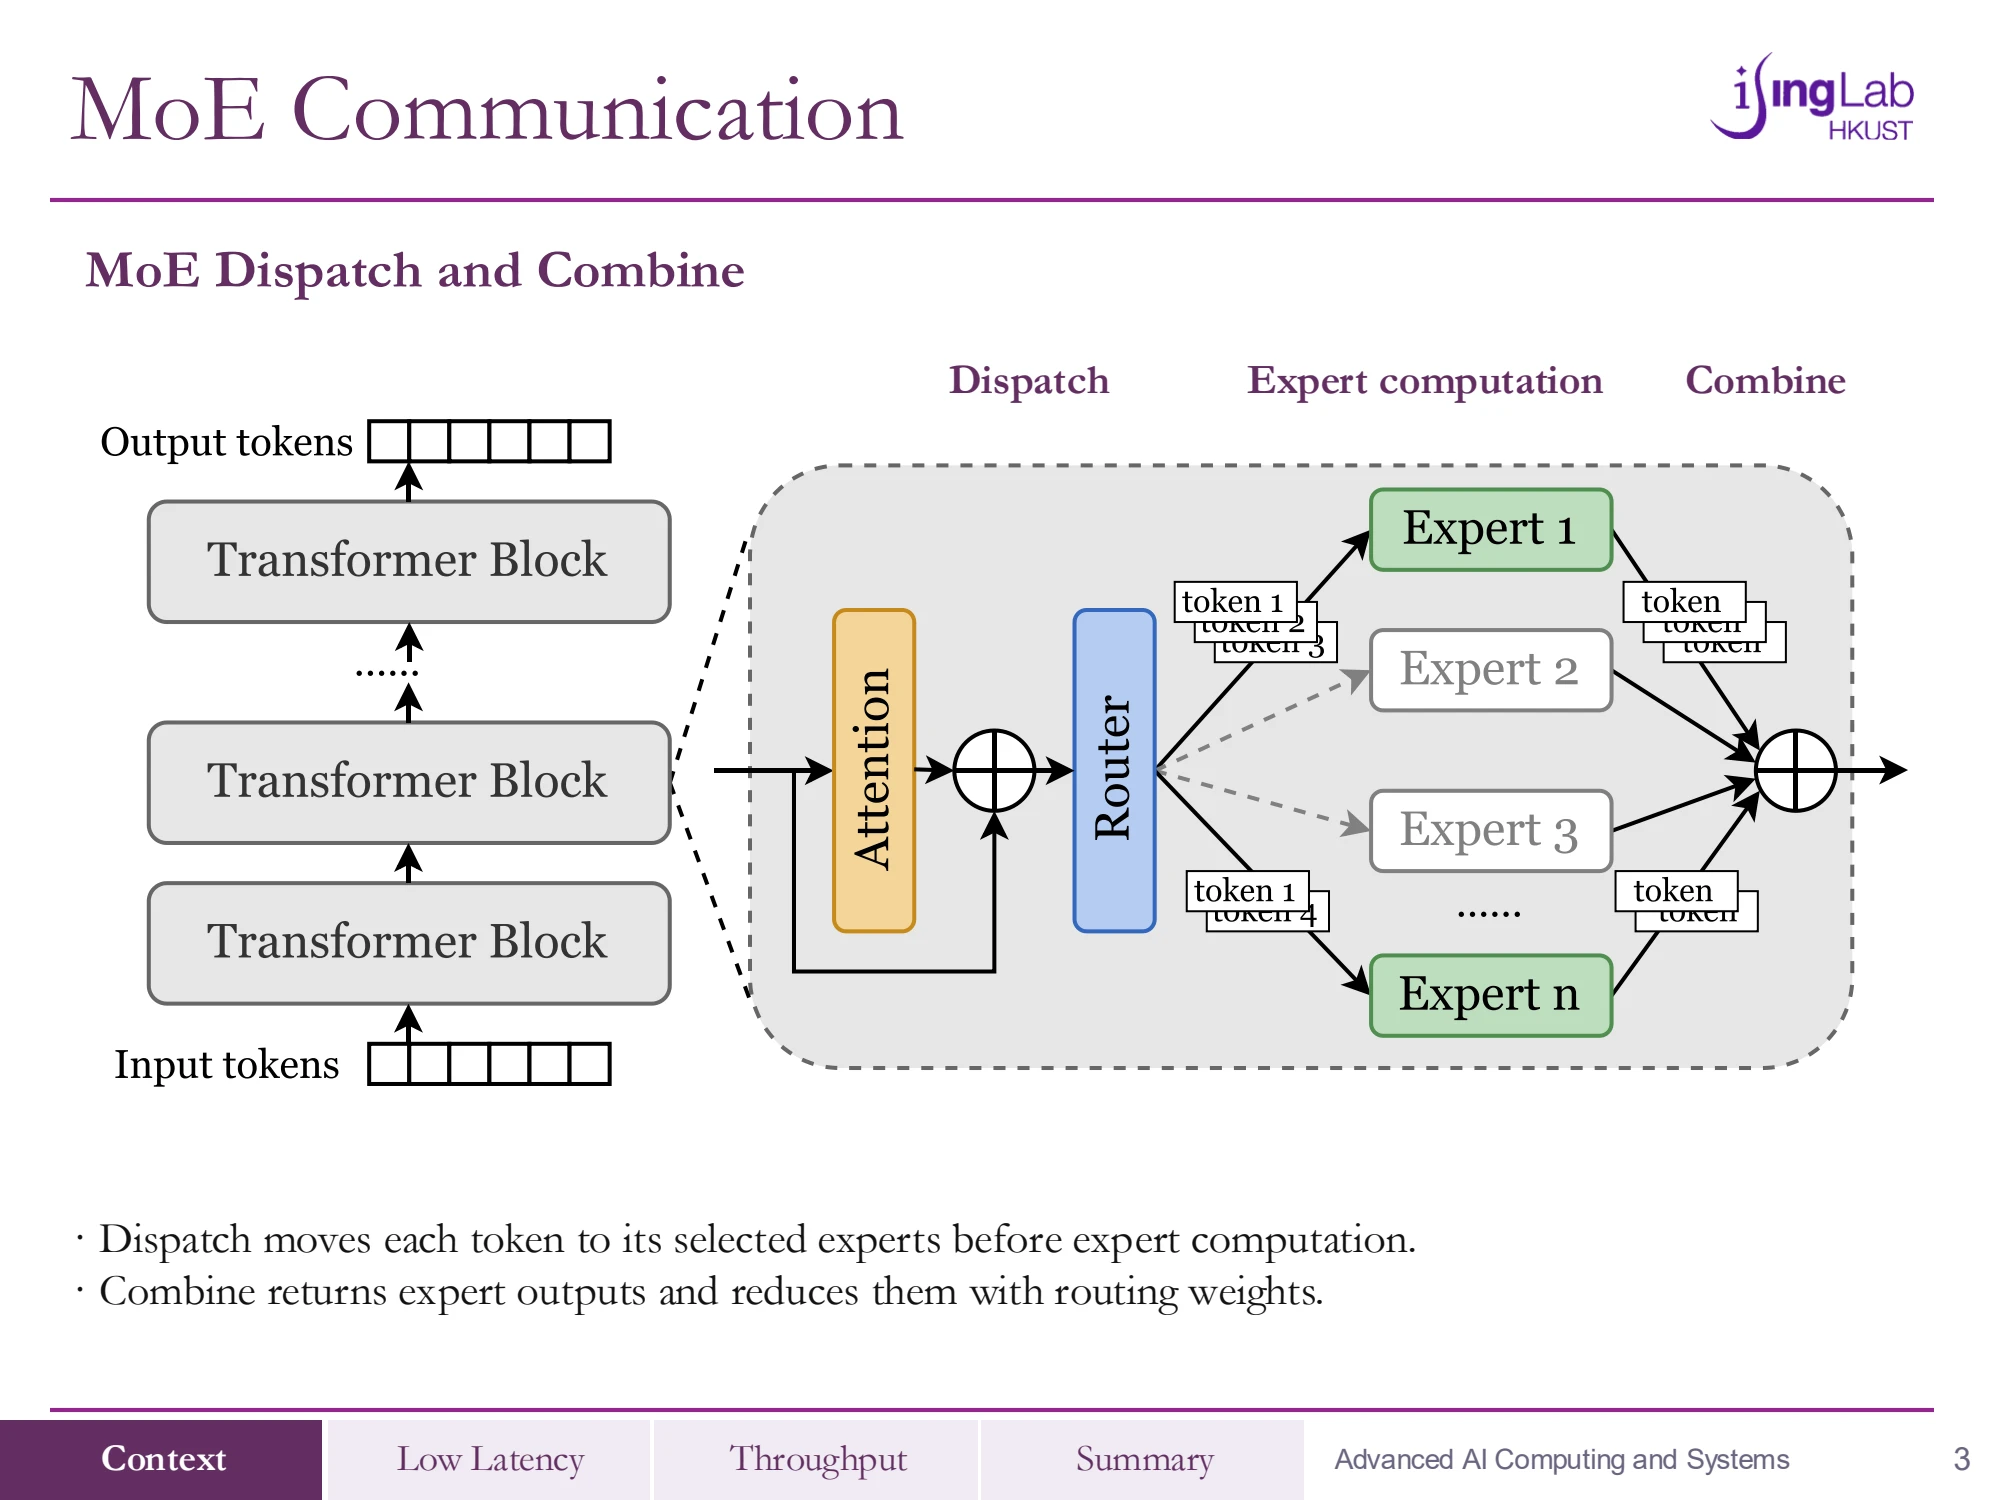 MoE Communication
iSingLab
HKUST
MoE Dispatch and Combine
Dispatch
Expert computation
Combine
Output tokens
Transformer Block
......
Transformer Block
Transformer Block
Input tokens
Attention
Router
token 1
token 2
token 3
token 1
token 4
Expert 1
Expert 2
Expert 3
......
Expert n
token
token
token
token
token
· Dispatch moves each token to its selected experts before expert computation.
· Combine returns expert outputs and reduces them with routing weights.
Context
Low Latency
Throughput
Summary
Advanced AI Computing and Systems
3